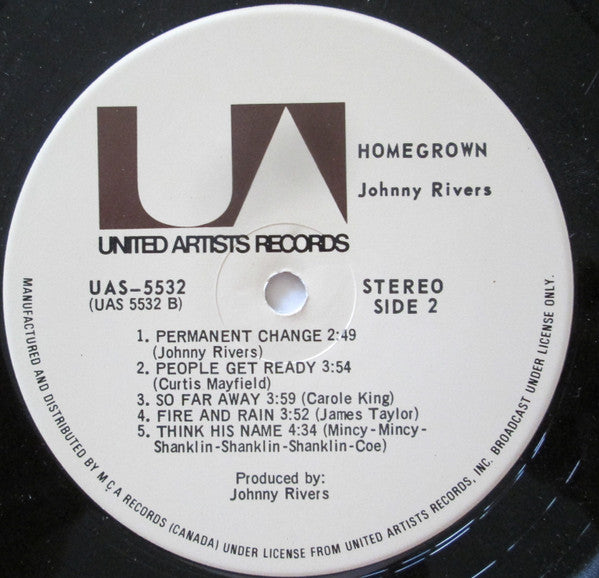 UA
UNITED ARTISTS RECORDS
HOMEGROWN
Johnny Rivers
UAS-5532
(UAS 5532 B)
STEREO
SIDE 2
1. PERMANENT CHANGE 2:49
(Johnny Rivers)
2. PEOPLE GET READY 3:54
(Curtis Mayfield)
3. SO FAR AWAY 3:59 (Carole King)
4. FIRE AND RAIN 3:52 (James Taylor)
5. THINK HIS NAME 4:34 (Mincy-Mincy-
Shanklin-Shanklin-Shanklin-Coe)
Produced by:
Johnny Rivers
MANUFACTURED AND DISTRIBUTED BY M C A RECORDS (CANADA) UNDER LICENSE FROM UNITED ARTISTS RECORDS, INC. BROADCAST UNDER LICENSE ONLY.